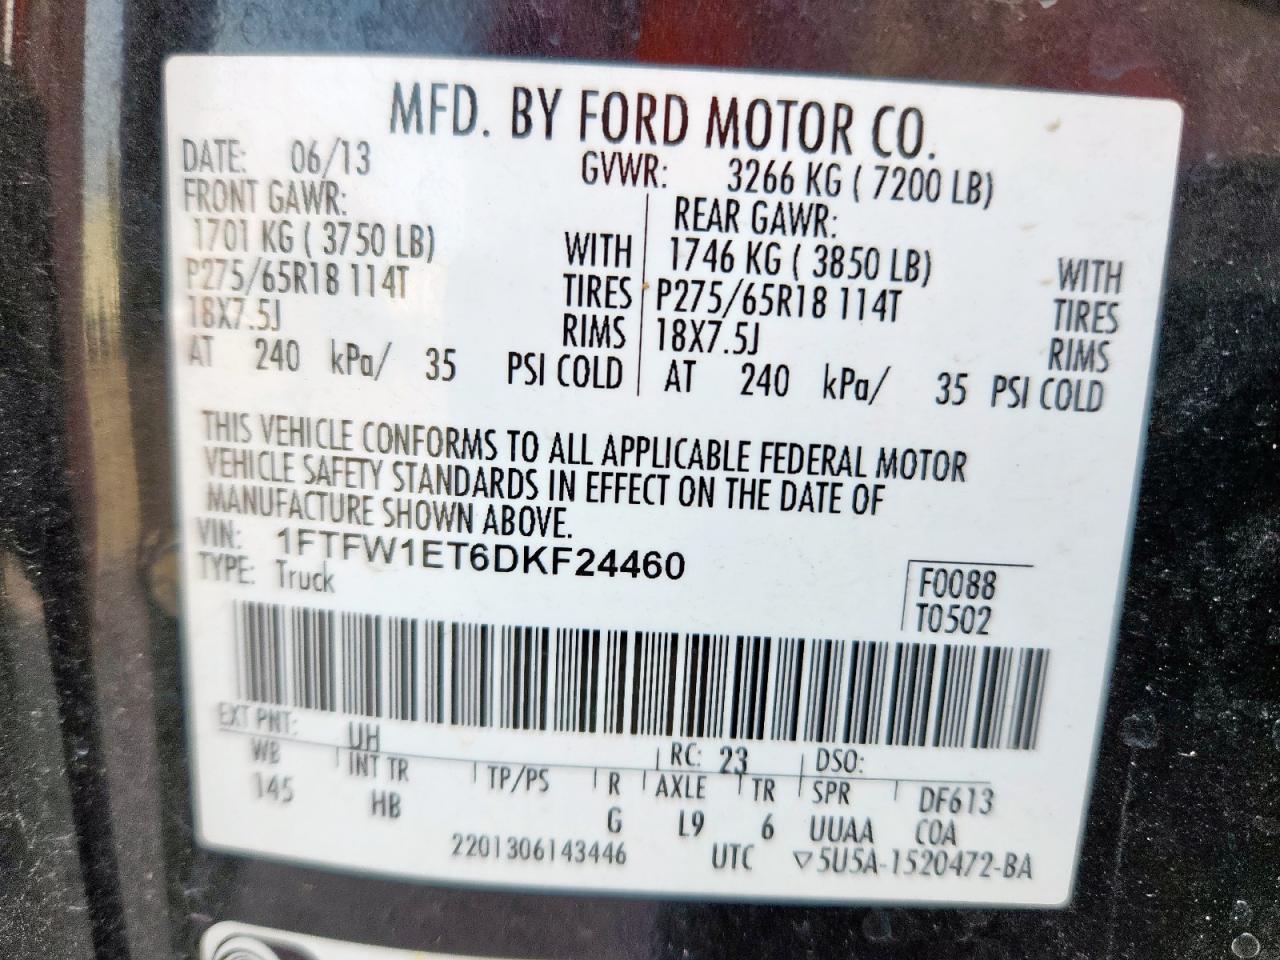 MFD. BY FORD MOTOR CO.
DATE: 06/13 GVWR: 3266 KG ( 7200 LB)
FRONT GAWR: REAR GAWR:
1701 KG ( 3750 LB) WITH 1746 KG ( 3850 LB) WITH
P275/65R18 114T TIRES P275/65R18 114T TIRES
18X7.5J RIMS 18X7.5J RIMS
AT 240 kPa/ 35 PSI COLD AT 240 kPa/ 35 PSI COLD
THIS VEHICLE CONFORMS TO ALL APPLICABLE FEDERAL MOTOR
VEHICLE SAFETY STANDARDS IN EFFECT ON THE DATE OF
MANUFACTURE SHOWN ABOVE.
VIN: 1FTFW1ET6DKF24460
TYPE: Truck F0088
T0502
EXT PNT: UH RC: 23 DSO:
WB INT TR TP/PS R AXLE TR SPR DF613
145 HB G L9 6 UUAA COA
2201306143446 UTC ▽5U5A-1520472-BA